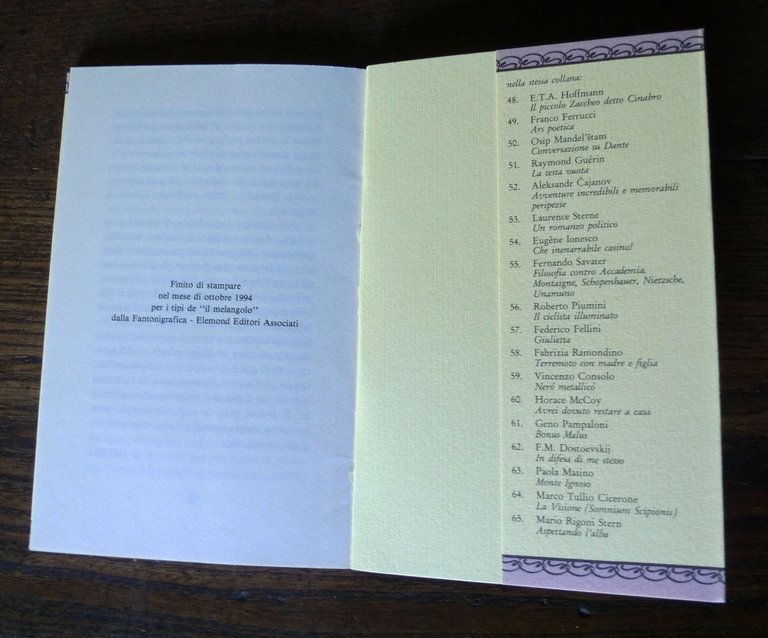 Finito di stampare
nel mese di ottobre 1994
per i tipi de "il melangolo"
dalla Fantonigrafica - Elemond Editori Associati
nella stessa collana:
48. E.T.A. Hoffmann
Il piccolo Zaccheo detto Cinabro
49. Franco Ferrucci
Ars poetica
50. Osip Mandel'štam
Conversazione su Dante
51. Raymond Guérin
La testa vuota
52. Aleksandr Čajanov
Avventure incredibili e memorabili
peripezie
53. Laurence Sterne
Un romanzo politico
54. Eugène Ionesco
Che inenarrabile casino!
55. Fernando Savater
Filosofia contro Accademia,
Montaigne, Schopenhauer, Nietzsche,
Unamuno
56. Roberto Piumini
Il ciclista illuminato
57. Federico Fellini
Giulietta
58. Fabrizia Ramondino
Terremoto con madre e figlia
59. Vincenzo Consolo
Neró metallicó
60. Horace McCoy
Avrei dovuto restare a casa
61. Geno Pampaloni
Bonus Malus
62. F.M. Dostoevskij
In difesa di me stesso
63. Paola Masino
Monte Ignoso
64. Marco Tullio Cicerone
La Visione (Somnium Scipionis)
65. Mario Rigoni Stern
Aspettando l'alba